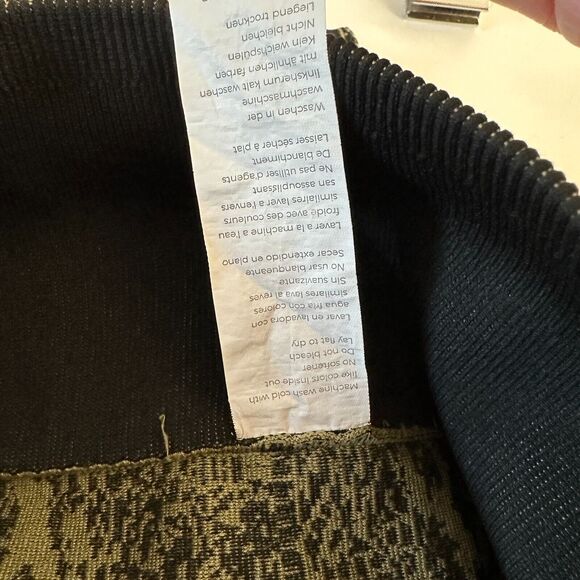 Machine wash cold with
like colors inside out
No softener
Do not bleach
Lay flat to dry
Lavar en lavadora con
agua fria con colores
similares lava al reves
Sin suavizante
No usar blanqueante
Secar extendido en plano
Laver a la machine a l'eau
froide avec des couleurs
similaires laver a l'envers
san assouplissant
Ne pas utiliser d'agents
De blanchiment
Laisser sécher à plat
Waschen in der
Waschmaschine
linksherum kalt waschen
mit ähnlichen farben
Kein weichspülen
Nicht bleichen
Liegend trocknen